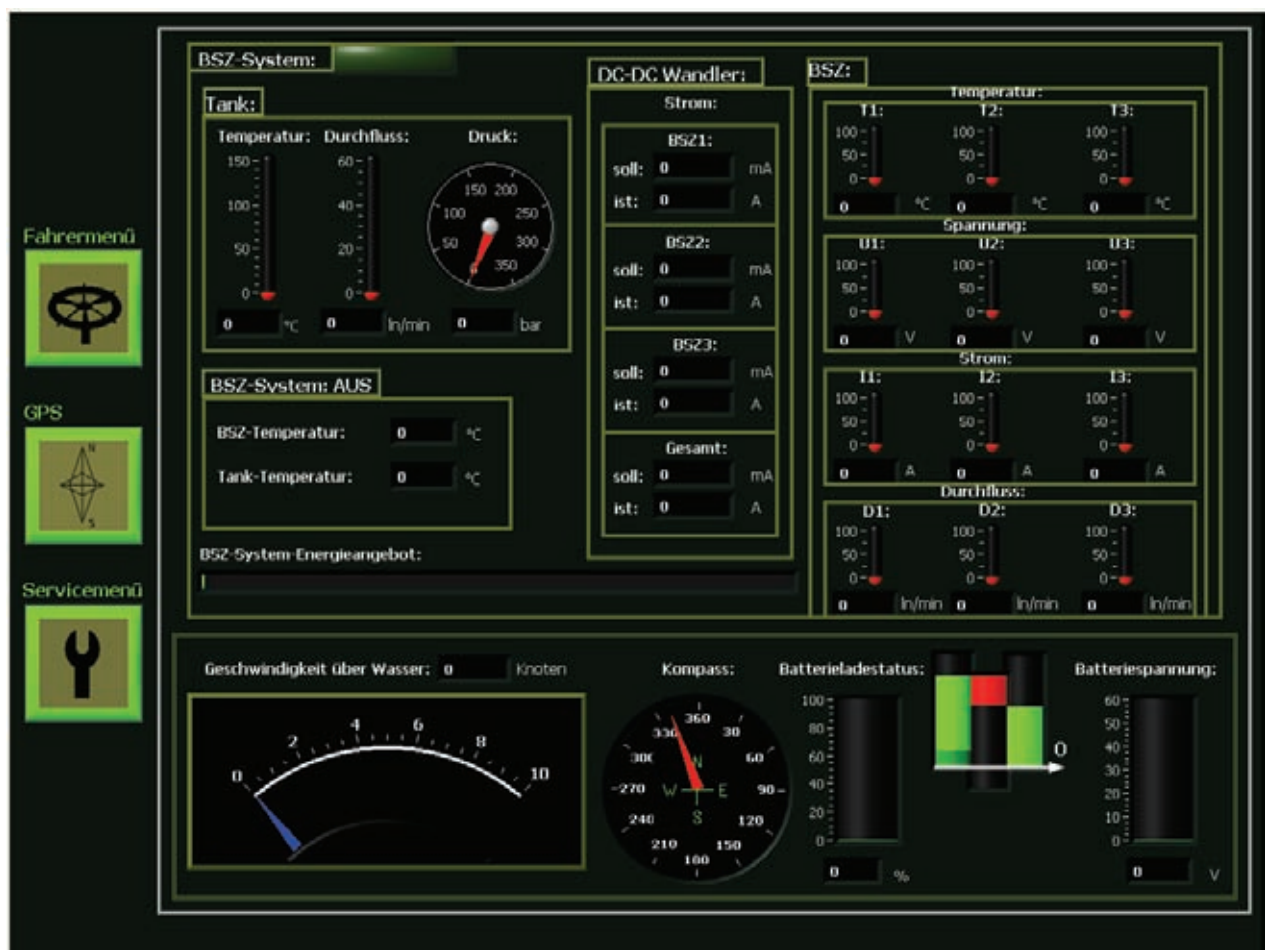 Fahrermenü
GPS
Servicemenü
BSZ-System:
Tank:
Temperatur: Durchfluss: Druck:
150
100
50
0
60
40
20
0
0 50 100 150 200 250 300 350
0 °C 0 ln/min 0 bar
BSZ-System: AUS
BSZ-Temperatur: 0 °C
Tank-Temperatur: 0 °C
BSZ-System-Energieangebot:
DC-DC Wandler:
Strom:
BSZ1:
soll: 0 mA
ist: 0 A
BSZ2:
soll: 0 mA
ist: 0 A
BSZ3:
soll: 0 mA
ist: 0 A
Gesamt:
soll: 0 mA
ist: 0 A
BSZ:
Temperatur:
T1: T2: T3:
100 100 100
50 50 50
0 0 0
0 °C 0 °C 0 °C
Spannung:
U1: U2: U3:
100 100 100
50 50 50
0 0 0
0 V 0 V 0 V
Strom:
I1: I2: I3:
100 100 100
50 50 50
0 0 0
0 A 0 A 0 A
Durchfluss:
D1: D2: D3:
100 100 100
50 50 50
0 0 0
0 ln/min 0 ln/min 0 ln/min
Geschwindigkeit über Wasser: 0 Knoten
0 2 4 6 8 10
Kompass:
360 30 60 90 120 150 180 210 240 270 300 330
N E S W
Batterieladestatus:
100
80
60
40
20
0
0 %
0
Batteriespannung:
60
50
40
30
20
10
0
0 V
N
S